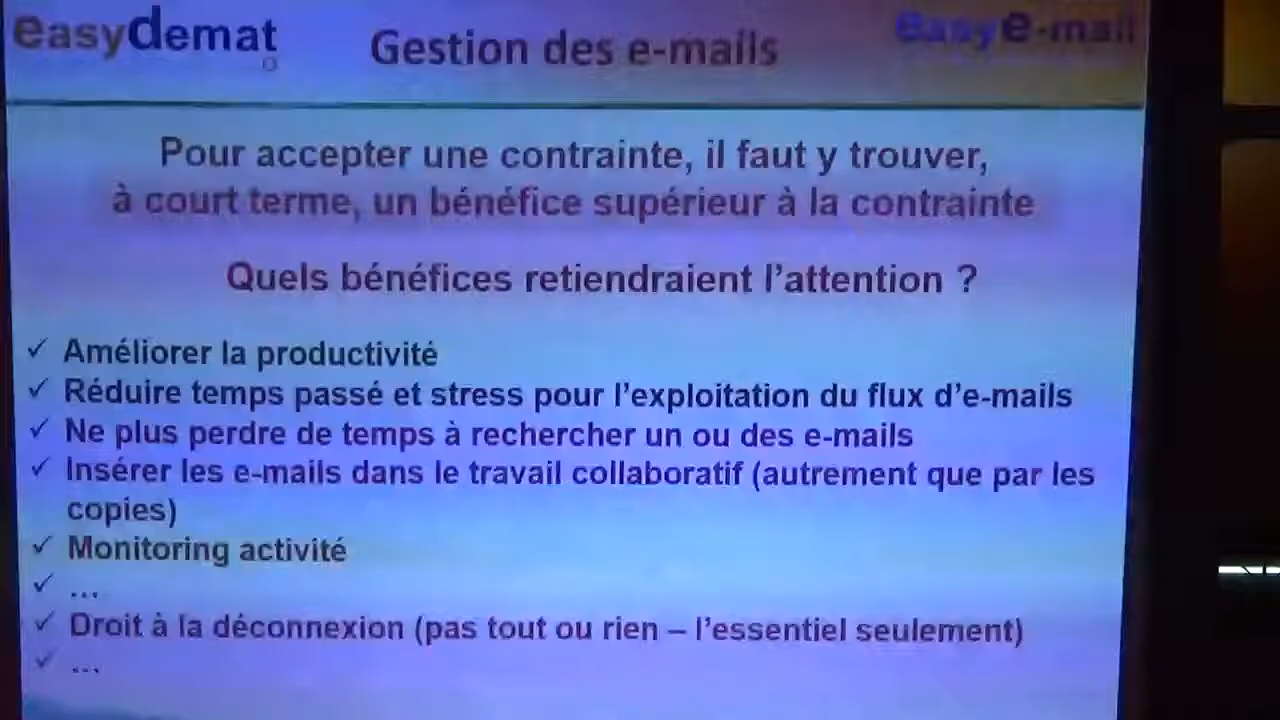 easydemat
Gestion des e-mails
easye-mail
Pour accepter une contrainte, il faut y trouver,
à court terme, un bénéfice supérieur à la contrainte
Quels bénéfices retiendraient l'attention ?
✓ Améliorer la productivité
✓ Réduire temps passé et stress pour l'exploitation du flux d'e-mails
✓ Ne plus perdre de temps à rechercher un ou des e-mails
✓ Insérer les e-mails dans le travail collaboratif (autrement que par les
copies)
✓ Monitoring activité
✓ ...
✓ Droit à la déconnexion (pas tout ou rien – l'essentiel seulement)
✓ ...